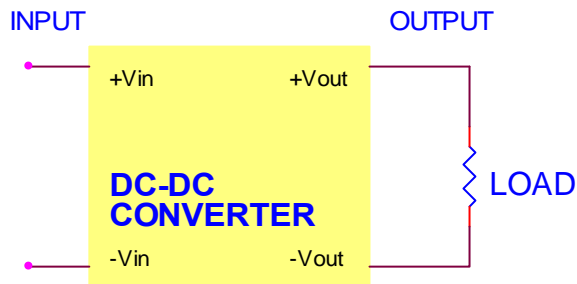 INPUT
OUTPUT
+Vin
+Vout
DC-DC
CONVERTER
LOAD
-Vin
-Vout